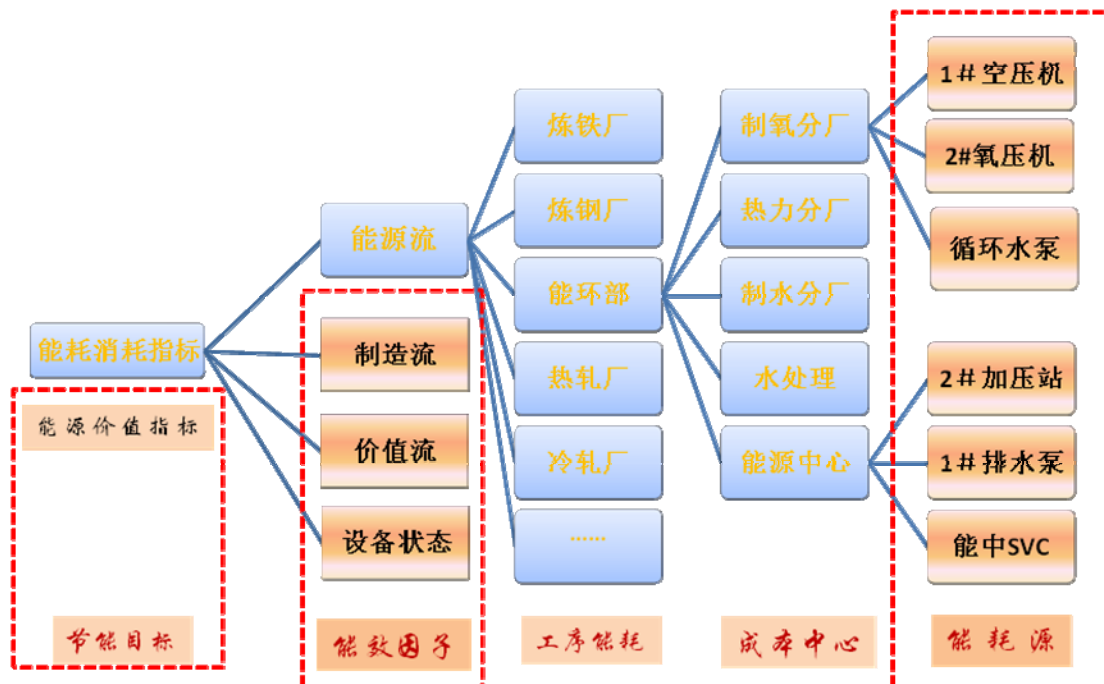 能耗消耗指标
能源价值指标
节能目标
能源流
制造流
价值流
设备状态
能效因子
炼铁厂
炼钢厂
能环部
热轧厂
冷轧厂
……
工序能耗
制氧分厂
热力分厂
制水分厂
水处理
能源中心
成本中心
1#空压机
2#氧压机
循环水泵
2#加压站
1#排水泵
能中SVC
能耗源